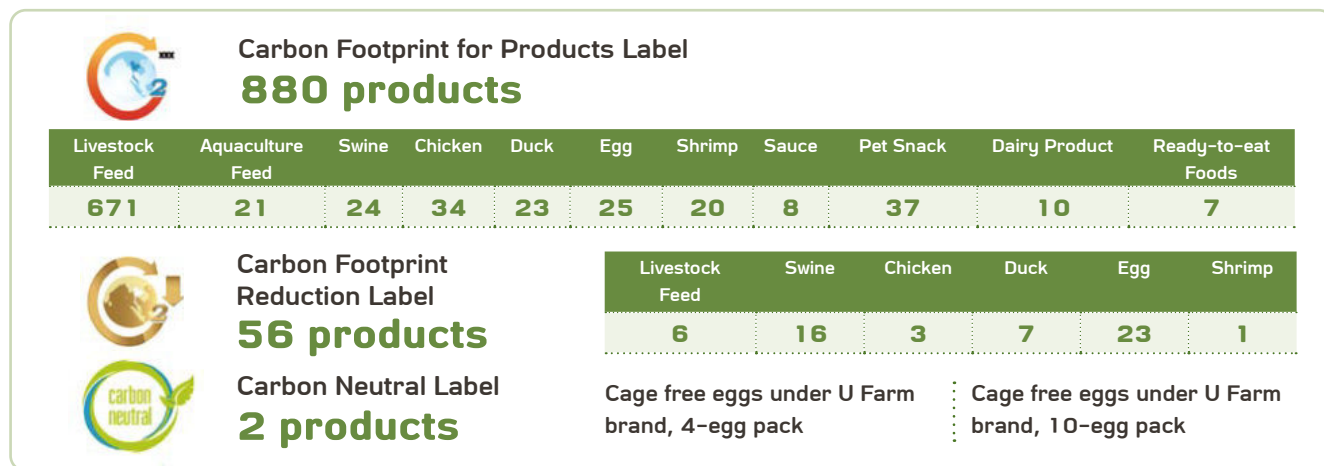 Carbon Footprint for Products Label
880 products
XXX
2
Livestock Feed Aquaculture Feed Swine Chicken Duck Egg Shrimp Sauce Pet Snack Dairy Product Ready-to-eat Foods
671 21 24 34 23 25 20 8 37 10 7
2
Carbon Footprint
Reduction Label
56 products
Livestock Feed Swine Chicken Duck Egg Shrimp
6 16 3 7 23 1
carbon
neutral
Carbon Neutral Label
2 products
Cage free eggs under U Farm
brand, 4-egg pack
Cage free eggs under U Farm
brand, 10-egg pack